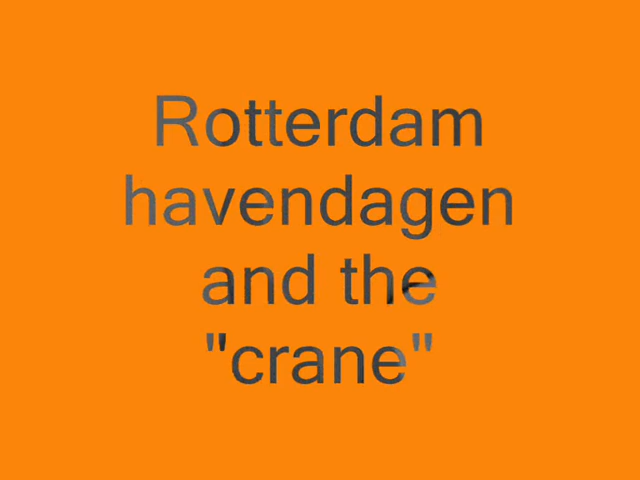 Rotterdam
havendagen
and the
"crane"